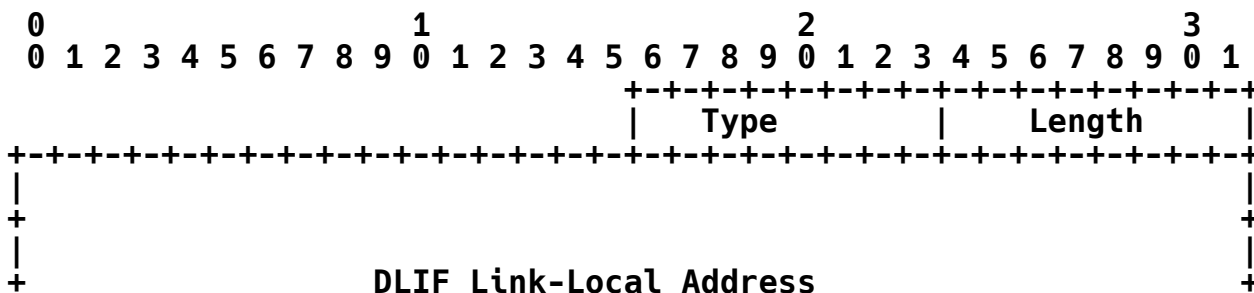 0                   1                   2                   3
 0 1 2 3 4 5 6 7 8 9 0 1 2 3 4 5 6 7 8 9 0 1 2 3 4 5 6 7 8 9 0 1
                                +-+-+-+-+-+-+-+-+-+-+-+-+-+-+-+-+
                                |   Type        |    Length     |
+-+-+-+-+-+-+-+-+-+-+-+-+-+-+-+-+-+-+-+-+-+-+-+-+-+-+-+-+-+-+-+-+
|                                                               |
+                                                               +
|                                                               |
+                  DLIF Link-Local Address                      +